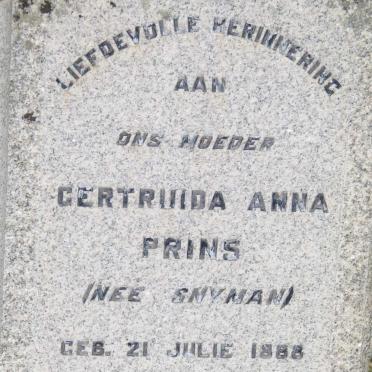 LIEFDEVOLLE HERINNERING
AAN
ONS MOEDER
GERTRUIDA ANNA
PRINS
(NEE SNYMAN)
GEB. 21 JULIE 1888